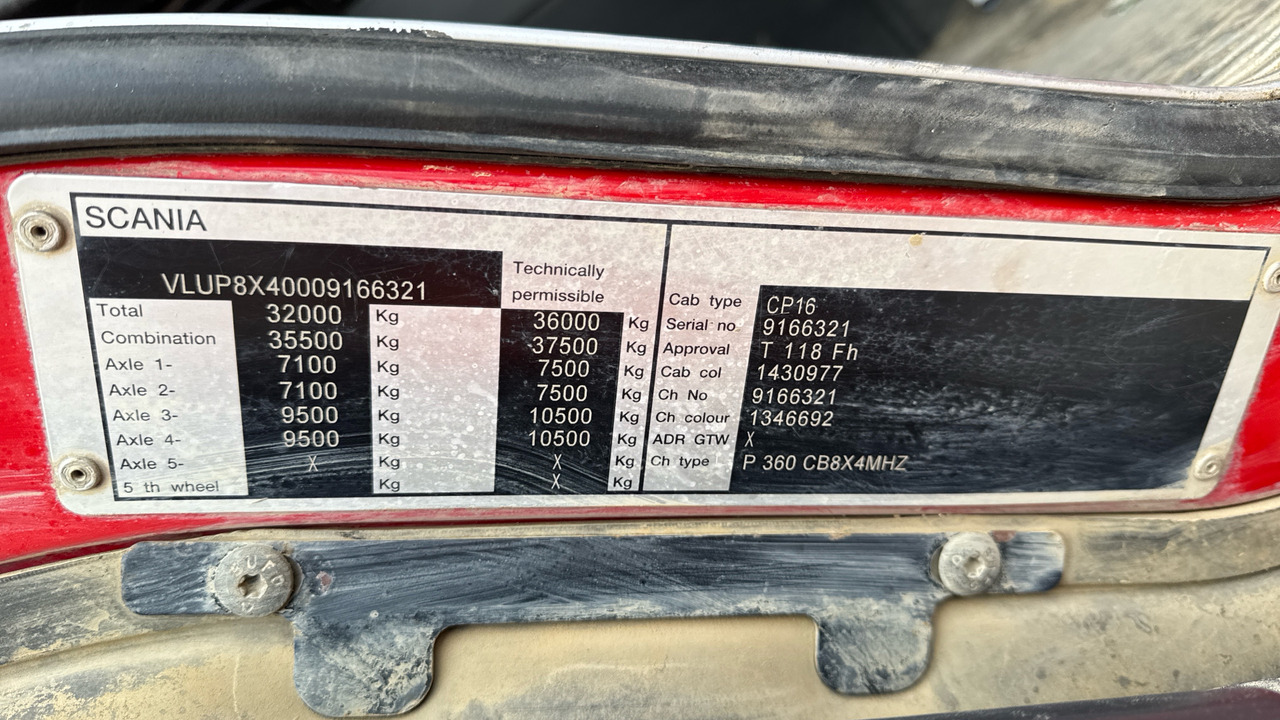 SCANIA
VLUP8X40009166321
Technically
permissible
Total 32000 Kg 36000 Kg
Combination 35500 Kg 37500 Kg
Axle 1- 7100 Kg 7500 Kg
Axle 2- 7100 Kg 7500 Kg
Axle 3- 9500 Kg 10500 Kg
Axle 4- 9500 Kg 10500 Kg
Axle 5- X Kg X Kg
5 th wheel Kg X Kg
Cab type CP16
Serial no 9166321
Approval T 118 Fh
Cab col 1430977
Ch No 9166321
Ch colour 1346692
ADR GTW X
Ch type P 360 CB8X4MHZ